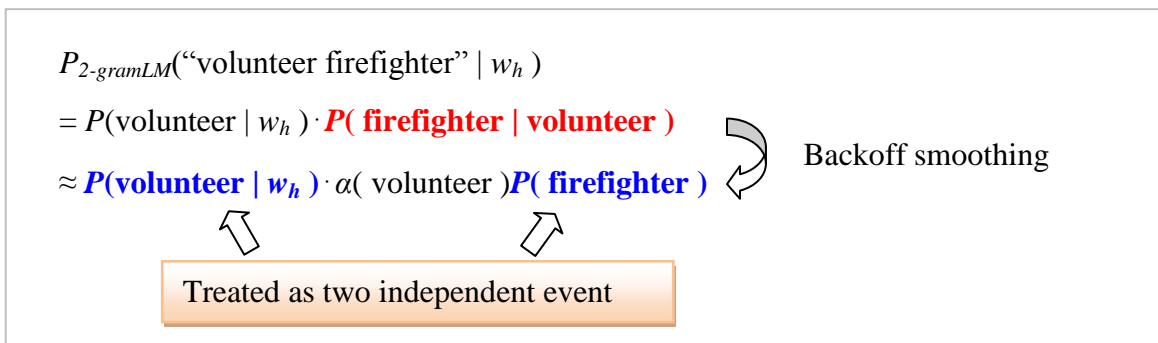 P2-gramLM(“volunteer firefighter” | wh )
= P(volunteer | wh ) · P( firefighter | volunteer )
Backoff smoothing
≈ P(volunteer | wh ) · α( volunteer )P( firefighter )
Treated as two independent event